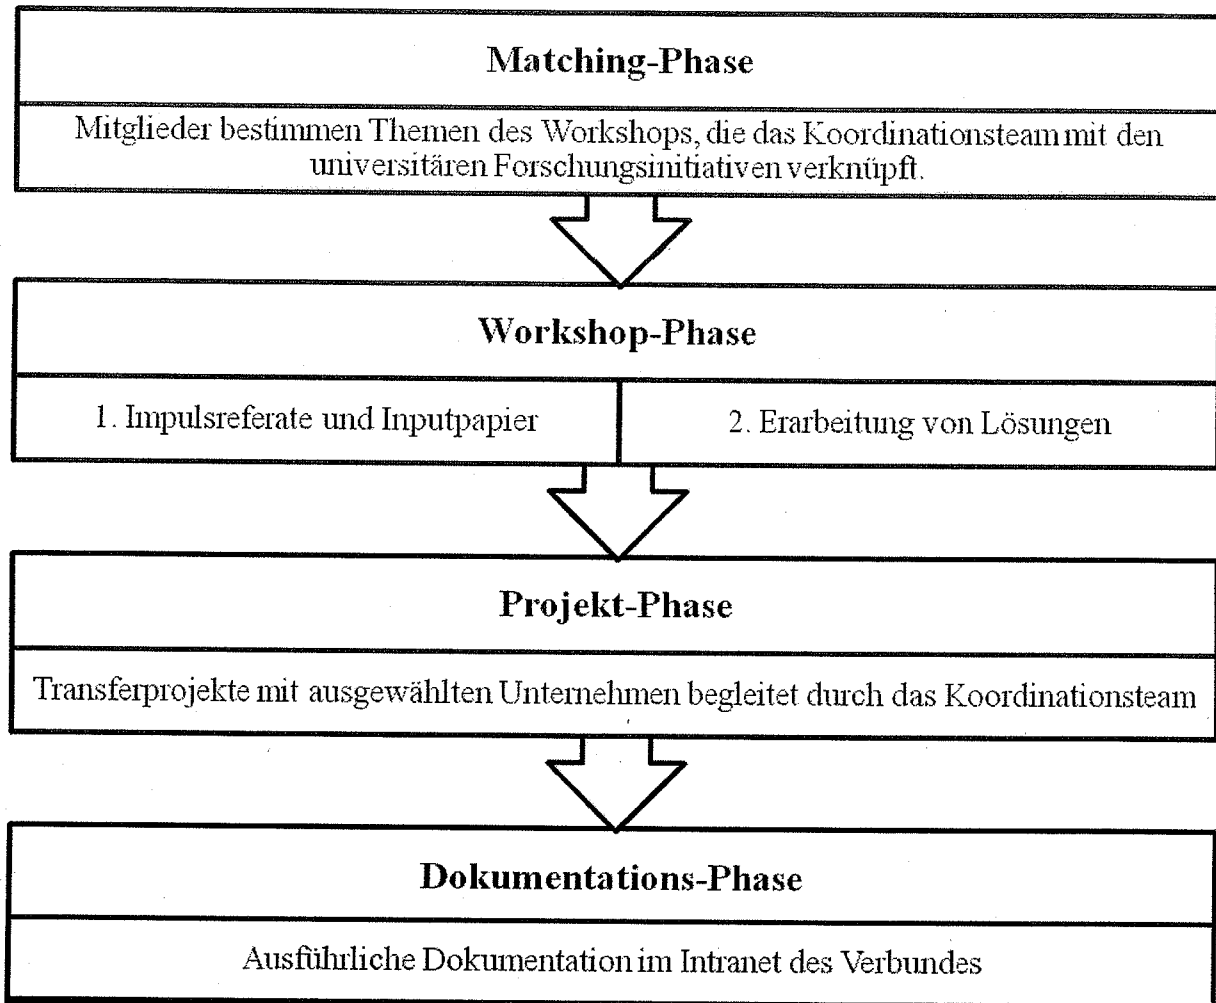 Matching-Phase
Mitglieder bestimmen Themen des Workshops, die das Koordinationsteam mit den
universitären Forschungsinitiativen verknüpft.
Workshop-Phase
1. Impulsreferate und Inputpapier
2. Erarbeitung von Lösungen
Projekt-Phase
Transferprojekte mit ausgewählten Unternehmen begleitet durch das Koordinationsteam
Dokumentations-Phase
Ausführliche Dokumentation im Intranet des Verbundes